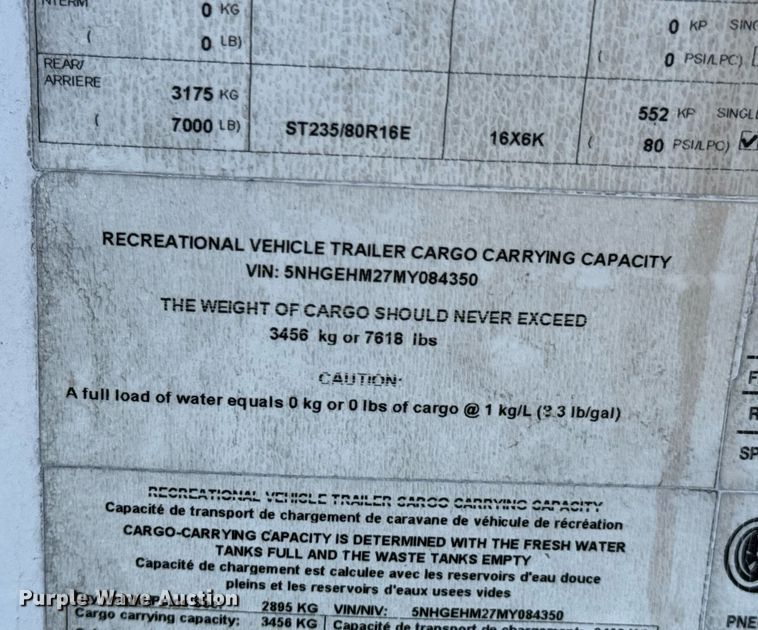 INTERM 0 KG 0 KP SING
( 0 LB) ( 0 PSI/LPC)
REAR/
ARRIERE 3175 KG 552 KP SINGL
( 7000 LB) ST235/80R16E 16X6K ( 80 PSI/LPC)
RECREATIONAL VEHICLE TRAILER CARGO CARRYING CAPACITY
VIN: 5NHGEHM27MY084350
THE WEIGHT OF CARGO SHOULD NEVER EXCEED
3456 kg or 7618 lbs
CAUTION:
A full load of water equals 0 kg or 0 lbs of cargo @ 1 kg/L (8.3 lb/gal)
F
R
SP
RECREATIONAL VEHICLE TRAILER CARGO CARRYING CAPACITY
Capacité de transport de chargement de caravane de véhicule de récréation
CARGO-CARRYING CAPACITY IS DETERMINED WITH THE FRESH WATER
TANKS FULL AND THE WASTE TANKS EMPTY
Capacité de chargement est calculee avec les reservoirs d'eau douce
pleins et les reservoirs d'eaux usees vides
2895 KG VIN/NIV: 5NHGEHM27MY084350
Cargo carrying capacity: 3456 KG
PNE
Purple Wave Auction